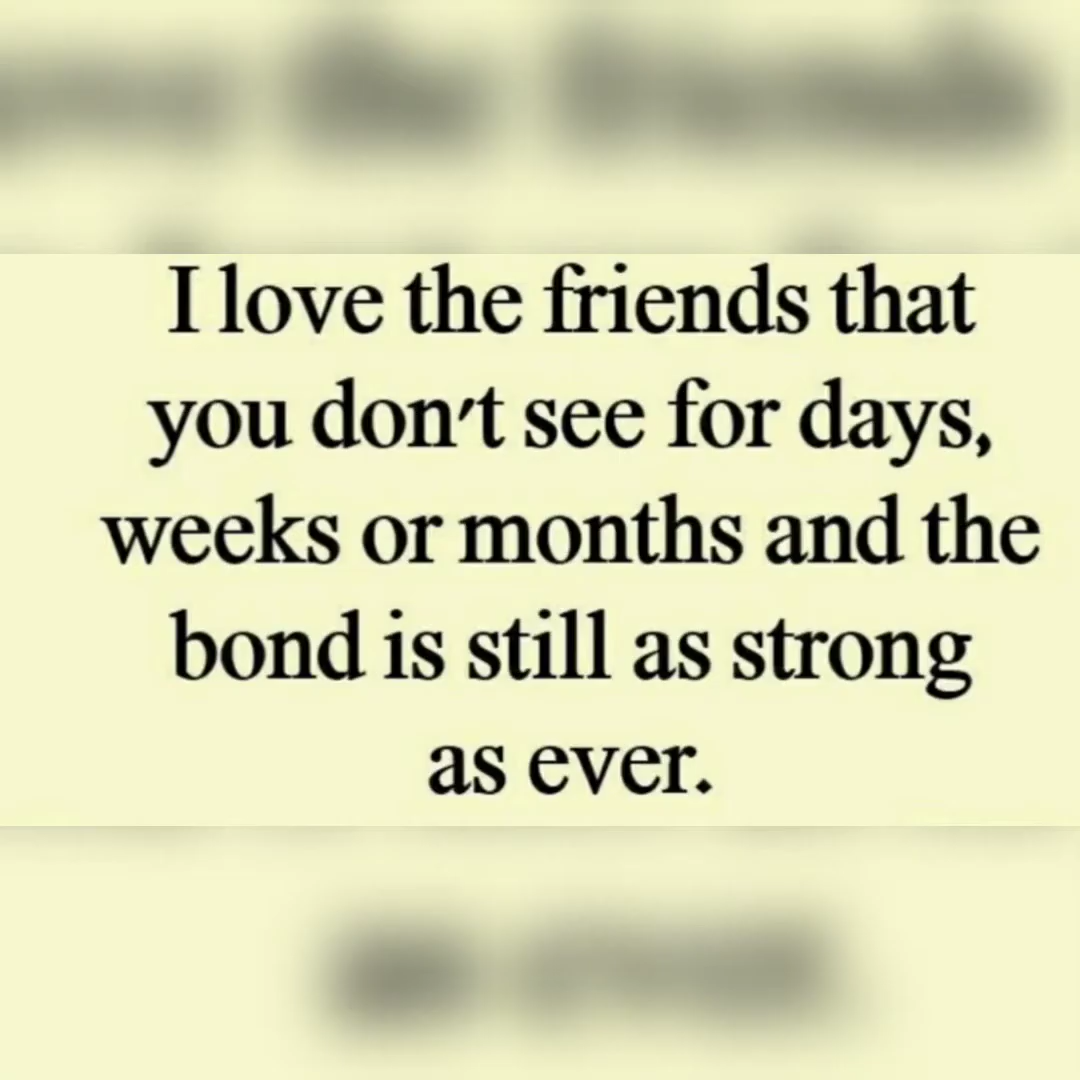 I love the friends that
you don't see for days,
weeks or months and the
bond is still as strong
as ever.